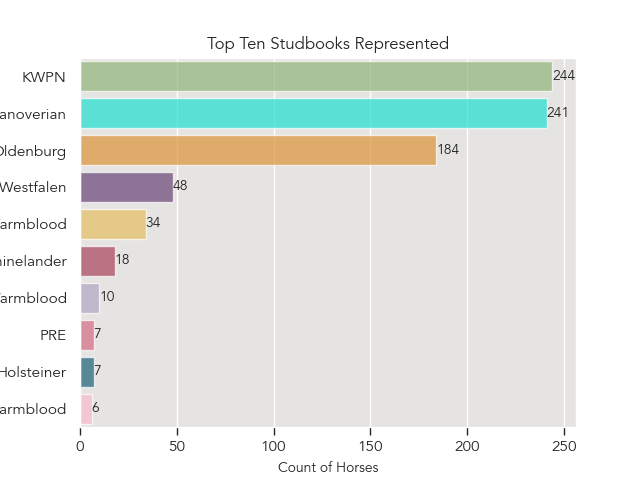 Top Ten Studbooks Represented
KWPN 244
anoverian 241
Oldenburg 184
Westfalen 48
armblood 34
inelander 18
armblood 10
PRE 7
Holsteiner 7
armblood 6
0 50 100 150 200 250
Count of Horses